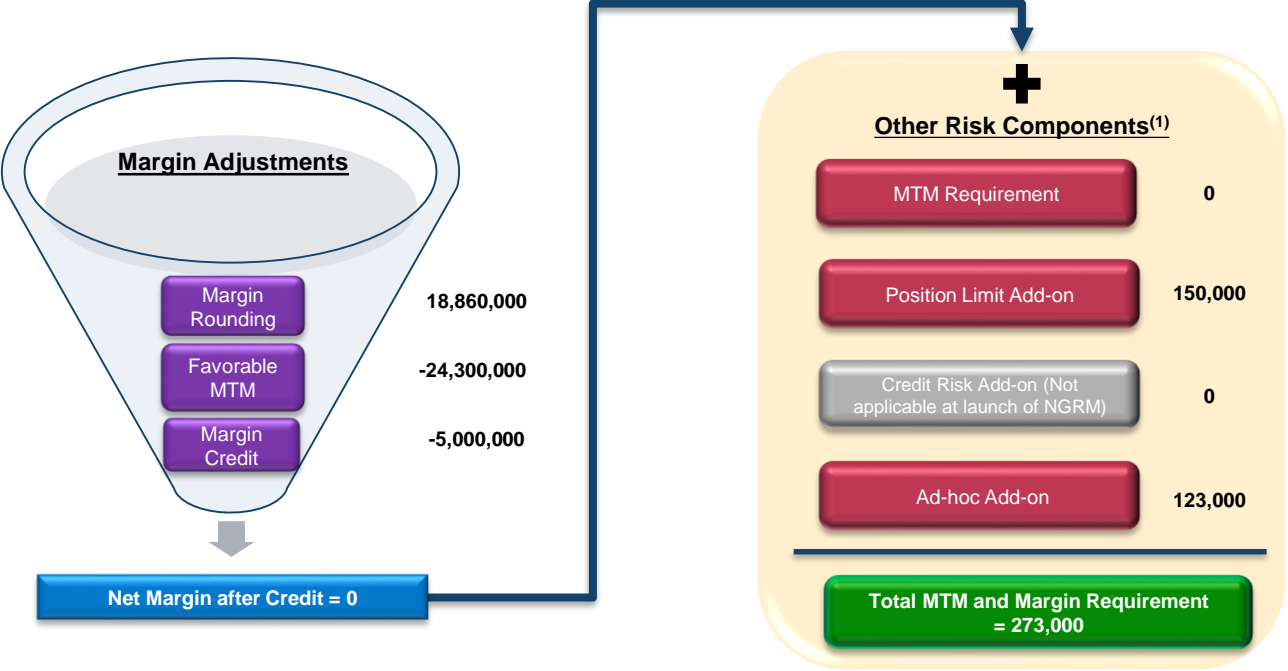 Margin Adjustments
Margin
Rounding
18,860,000
Favorable
MTM
-24,300,000
Margin
Credit
-5,000,000
Net Margin after Credit = 0
Other Risk Components(1)
MTM Requirement
0
Position Limit Add-on
150,000
Credit Risk Add-on (Not
applicable at launch of NGRM)
0
Ad-hoc Add-on
123,000
Total MTM and Margin Requirement
= 273,000